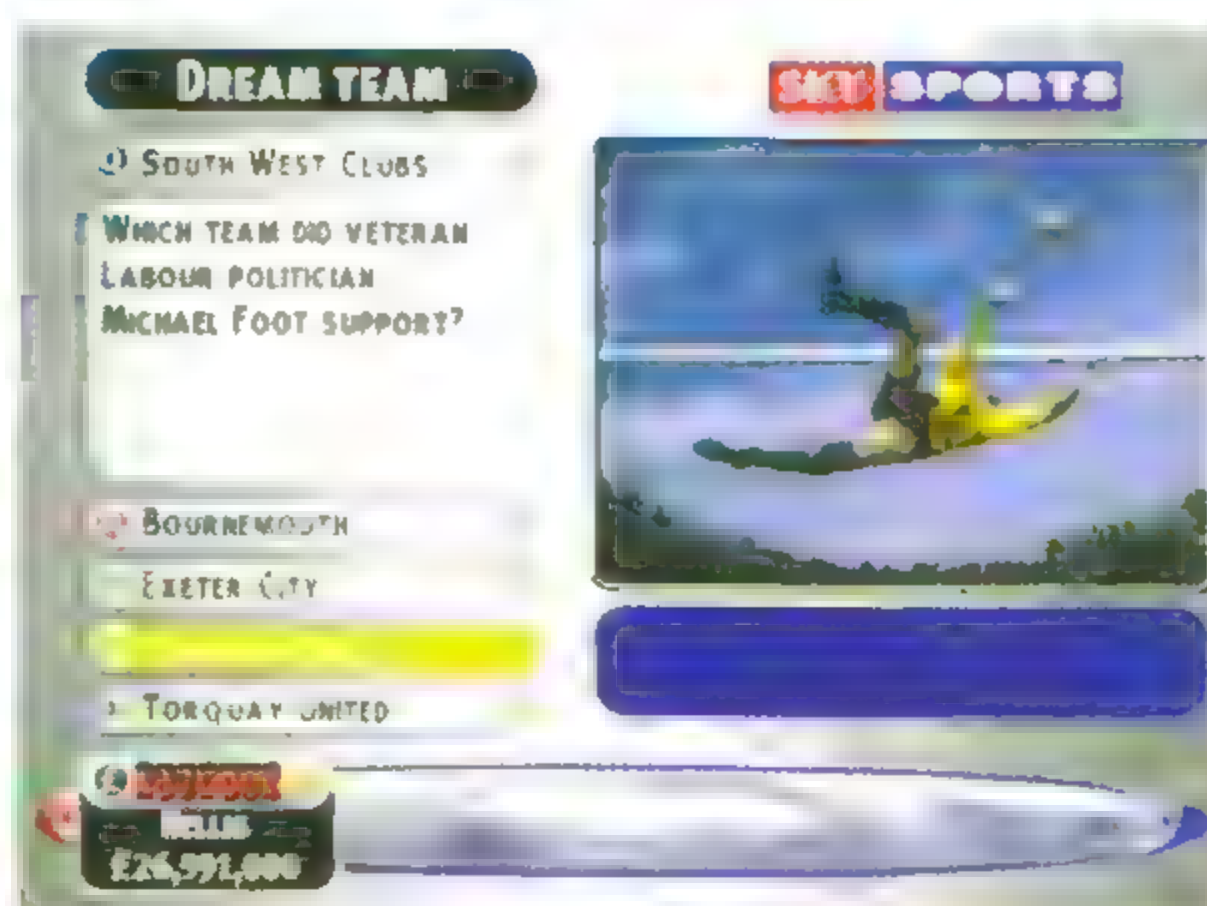 DREAM TEAM
SKY SPORTS
SOUTH WEST CLUBS
WHICH TEAM DID VETERAN
LABOUR POLITICIAN
MICHAEL FOOT SUPPORT?
BOURNEMOUTH
EXETER CITY
TORQUAY UNITED